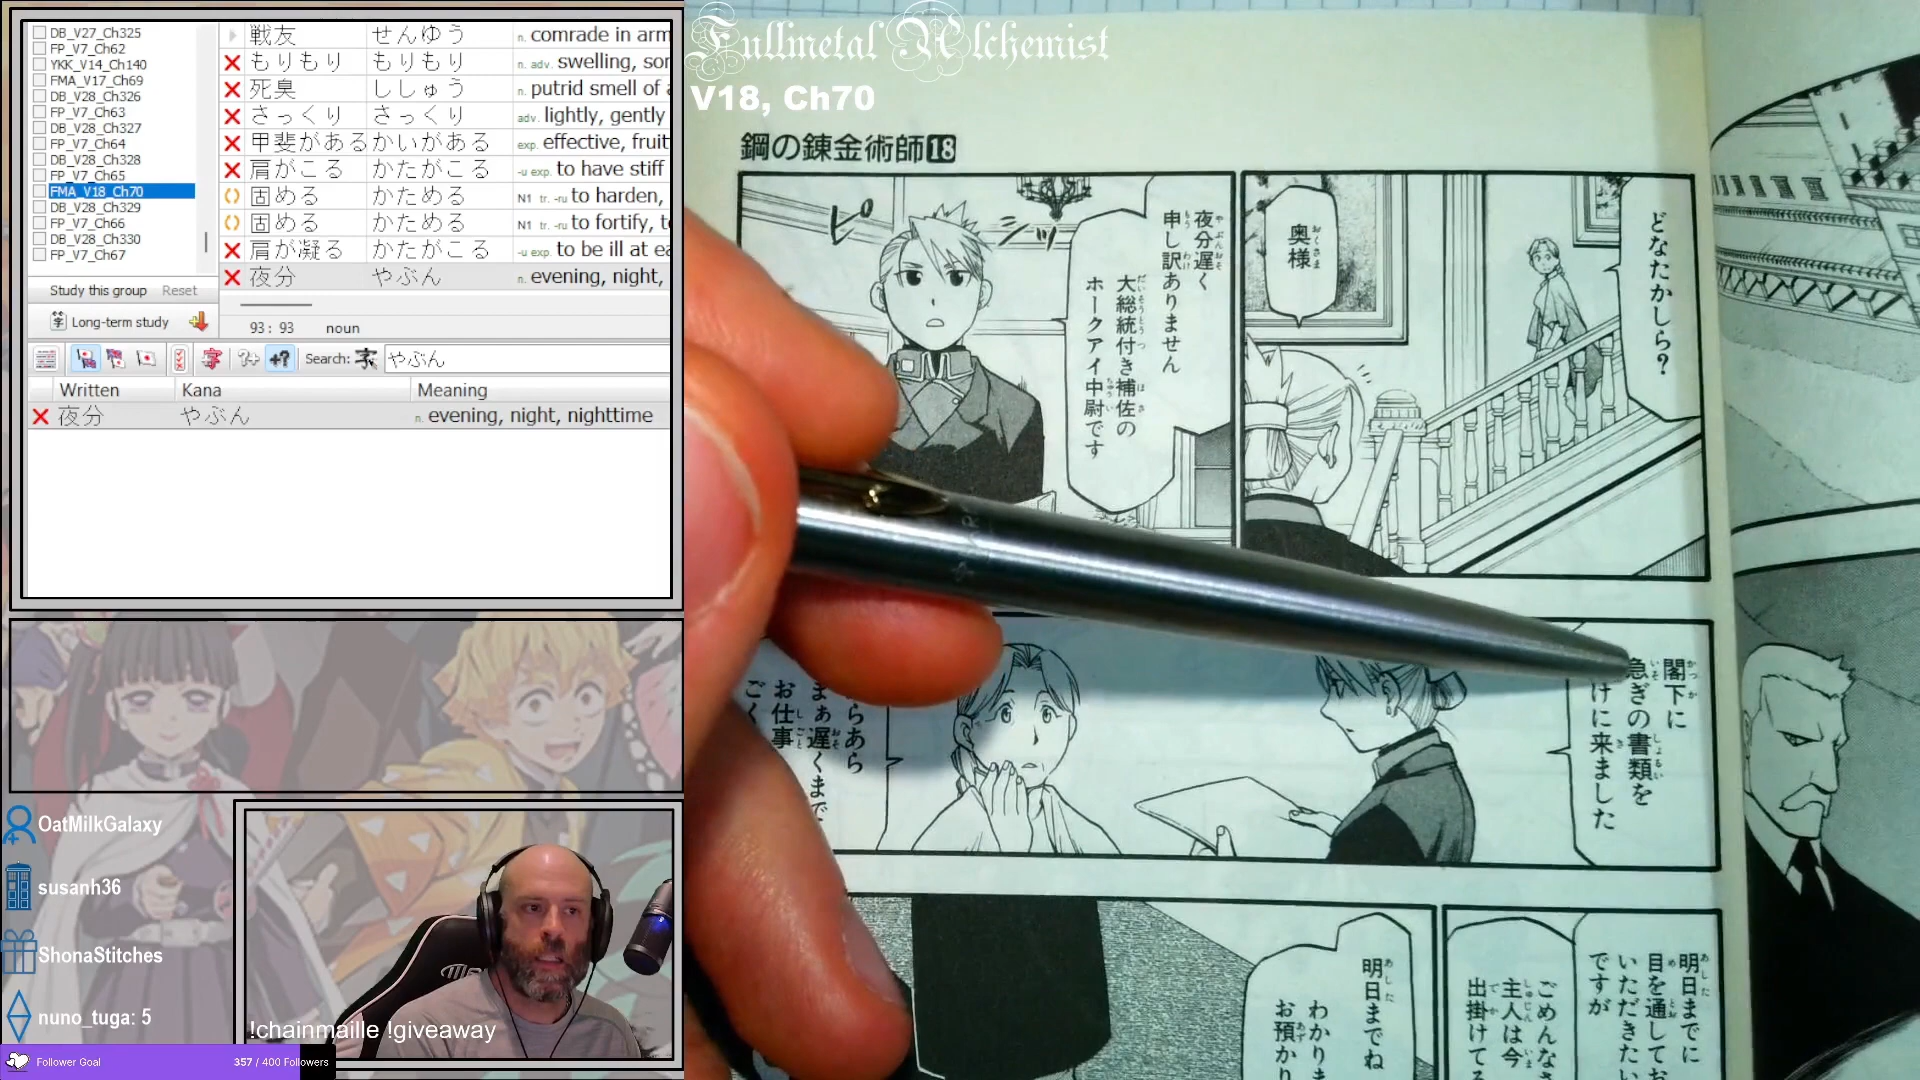 DB_V27_Ch325
FP_V7_Ch62
YKK_V14_Ch140
FMA_V17_Ch69
DB_V28_Ch326
FP_V7_Ch63
DB_V28_Ch327
FP_V7_Ch64
DB_V28_Ch328
FP_V7_Ch65
FMA_V18_Ch70
DB_V28_Ch329
FP_V7_Ch66
DB_V28_Ch330
FP_V7_Ch67
Study this group Reset
Long-term study
戦友 せんゆう n. comrade in arm
もりもり もりもり n. adv. swelling, sor
死臭 ししゅう n. putrid smell of
さっくり さっくり adv. lightly, gently
甲斐がある かいがある exp. effective, fruit
肩がこる かたがこる -u exp. to have stiff
固める かためる N1 tr. -ru to harden,
固める かためる N1 tr. -ru to fortify, t
肩が凝る かたがこる -u exp. to be ill at ea
夜分 やぶん n. evening, night,
93: 93 noun
Search: やぶん
Written Kana Meaning
夜分 やぶん n. evening, night, nighttime
OatMilkGalaxy
susanh36
ShonaStitches
nuno_tuga: 5
!chainmaille !giveaway
Follower Goal 357 / 400 Followers
Fullmetal Alchemist
V18, Ch70
鋼の錬金術師18
どなたかしら?
奥様
夜分遅く
申し訳ありません
大総統付き補佐の
ホークアイ中尉です
ピ
シッ
閣下に
急ぎの書類を
けに来ました
らあら
まぁ遅くまで
お仕事
ごく
明日までに
目を通してお
いただきたい
ですが
ごめんなさ
主人は今
出掛けてる
明日までね
わかりま
お預かり